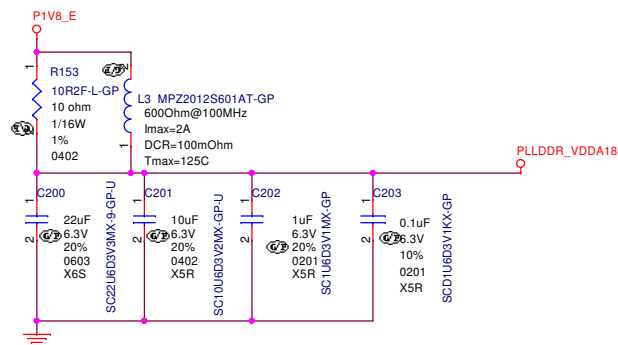 P1V8_E
1
R153
10R2F-L-GP
10 ohm
1/16W
1%
0402
L3 MPZ2012S601AT-GP
600Ohm@100MHz
Imax=2A
DCR=100mOhm
Tmax=125C
1
PLLDDR_VDDA18
C200
1
2
22uF
6.3V
20%
0603
X6S
SC22U6D3V3MX-9-GP-U
C201
1
2
10uF
6.3V
20%
0402
X5R
SC10U6D3V2MX-GP-U
C202
1
2
1uF
6.3V
20%
0201
X5R
SC1U6D3V1MX-GP
C203
1
2
0.1uF
6.3V
10%
0201
X5R
SCD1U6D3V1KX-GP